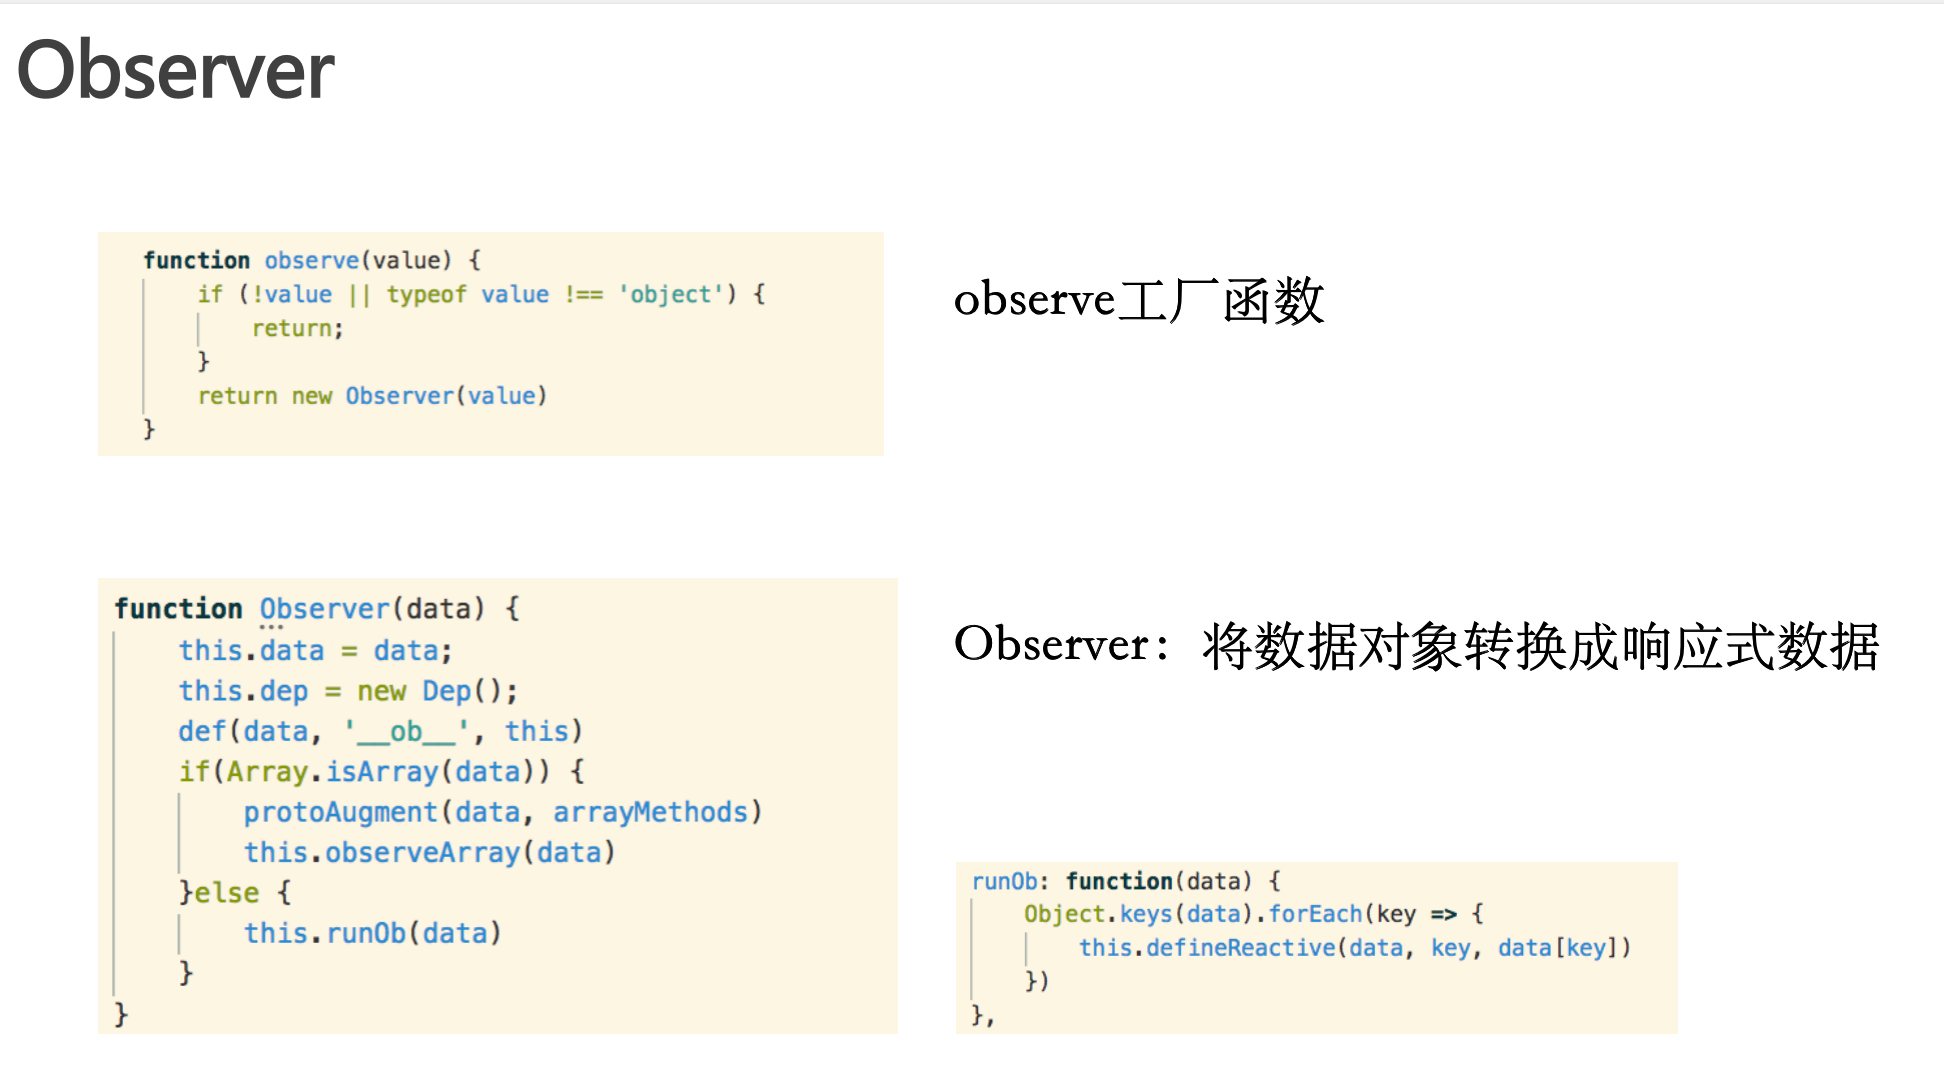 Observer
function observe(value) {
if (!value || typeof value !== 'object') {
return;
}
return new Observer(value)
}
observe工厂函数
function Observer(data) {
this.data = data;
this.dep = new Dep();
def(data, '__ob__', this)
if(Array.isArray(data)) {
protoAugment(data, arrayMethods)
this.observeArray(data)
}else {
this.runOb(data)
}
}
Observer：将数据对象转换成响应式数据
runOb: function(data) {
Object.keys(data).forEach(key => {
this.defineReactive(data, key, data[key])
})
},